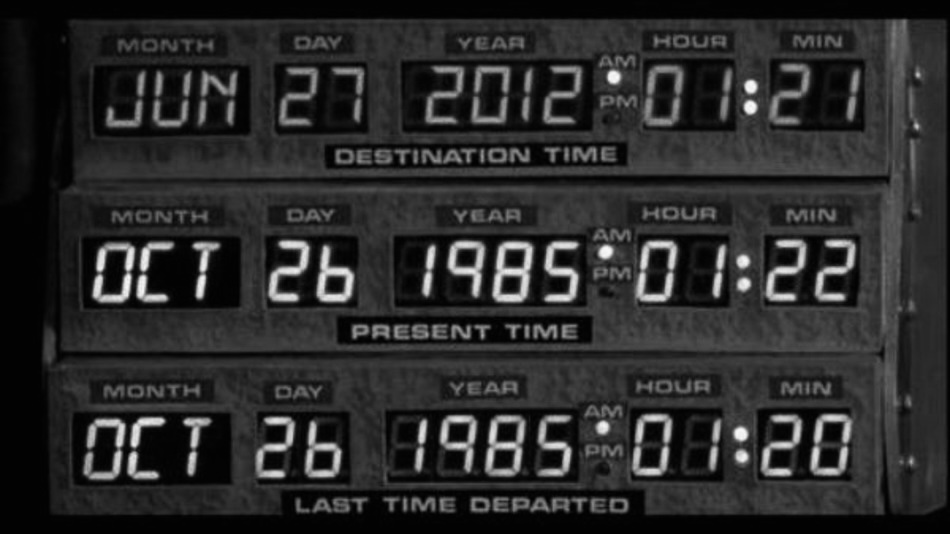 MONTH DAY YEAR AM PM HOUR MIN
JUN 27 2012 01:21
DESTINATION TIME
MONTH DAY YEAR AM PM HOUR MIN
OCT 26 1985 01:22
PRESENT TIME
MONTH DAY YEAR AM PM HOUR MIN
OCT 26 1985 01:20
LAST TIME DEPARTED